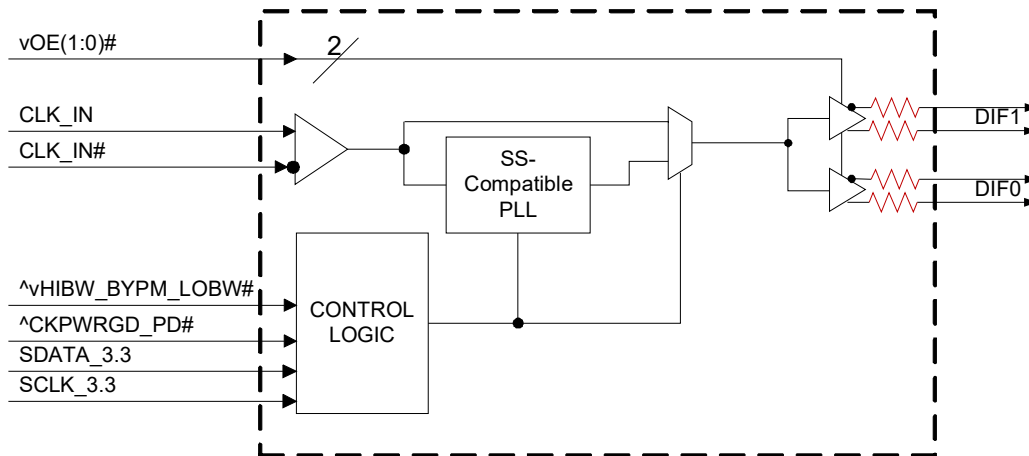 vOE(1:0)#
2
CLK_IN
CLK_IN#
SS-
Compatible
PLL
DIF1
DIF0
^vHIBW_BYPM_LOBW#
^CKPWRGD_PD#
SDATA_3.3
SCLK_3.3
CONTROL
LOGIC